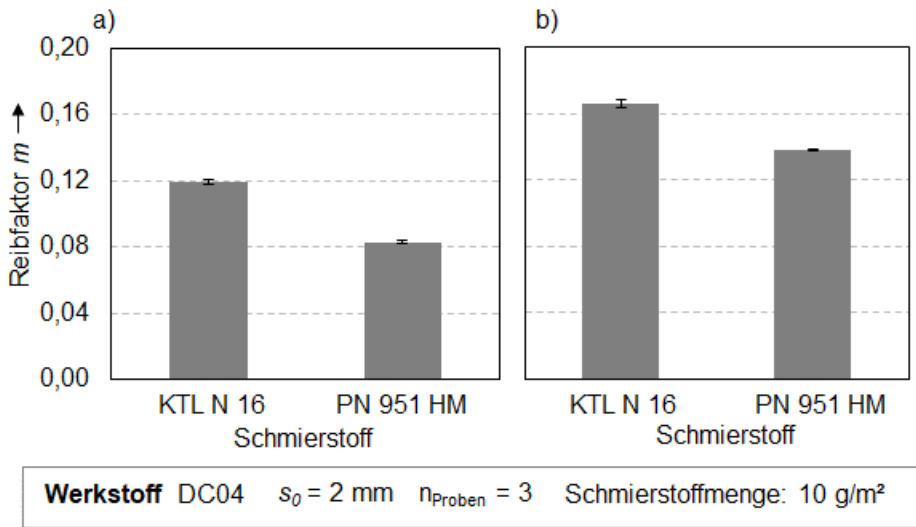 a)
b)
Reibfaktor m →
0,20
0,16
0,12
0,08
0,04
0,00
KTL N 16 PN 951 HM
Schmierstoff
KTL N 16 PN 951 HM
Schmierstoff
Werkstoff DC04 s₀ = 2 mm nProben = 3 Schmierstoffmenge: 10 g/m²